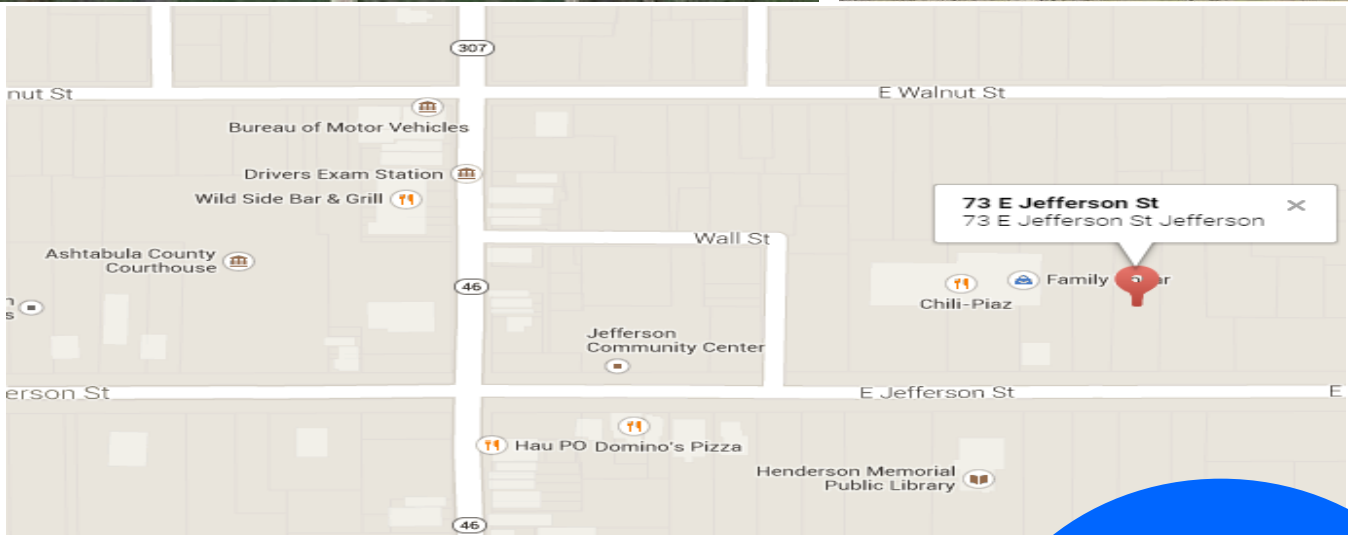 307
nut St
E Walnut St
Bureau of Motor Vehicles
Drivers Exam Station
Wild Side Bar & Grill
73 E Jefferson St
73 E Jefferson St Jefferson
Wall St
Ashtabula County
Courthouse
46
Family
ar
Chili-Piaz
n
s
Jefferson
Community Center
erson St
E Jefferson St
E
Hau PO
Domino's Pizza
Henderson Memorial
Public Library
46